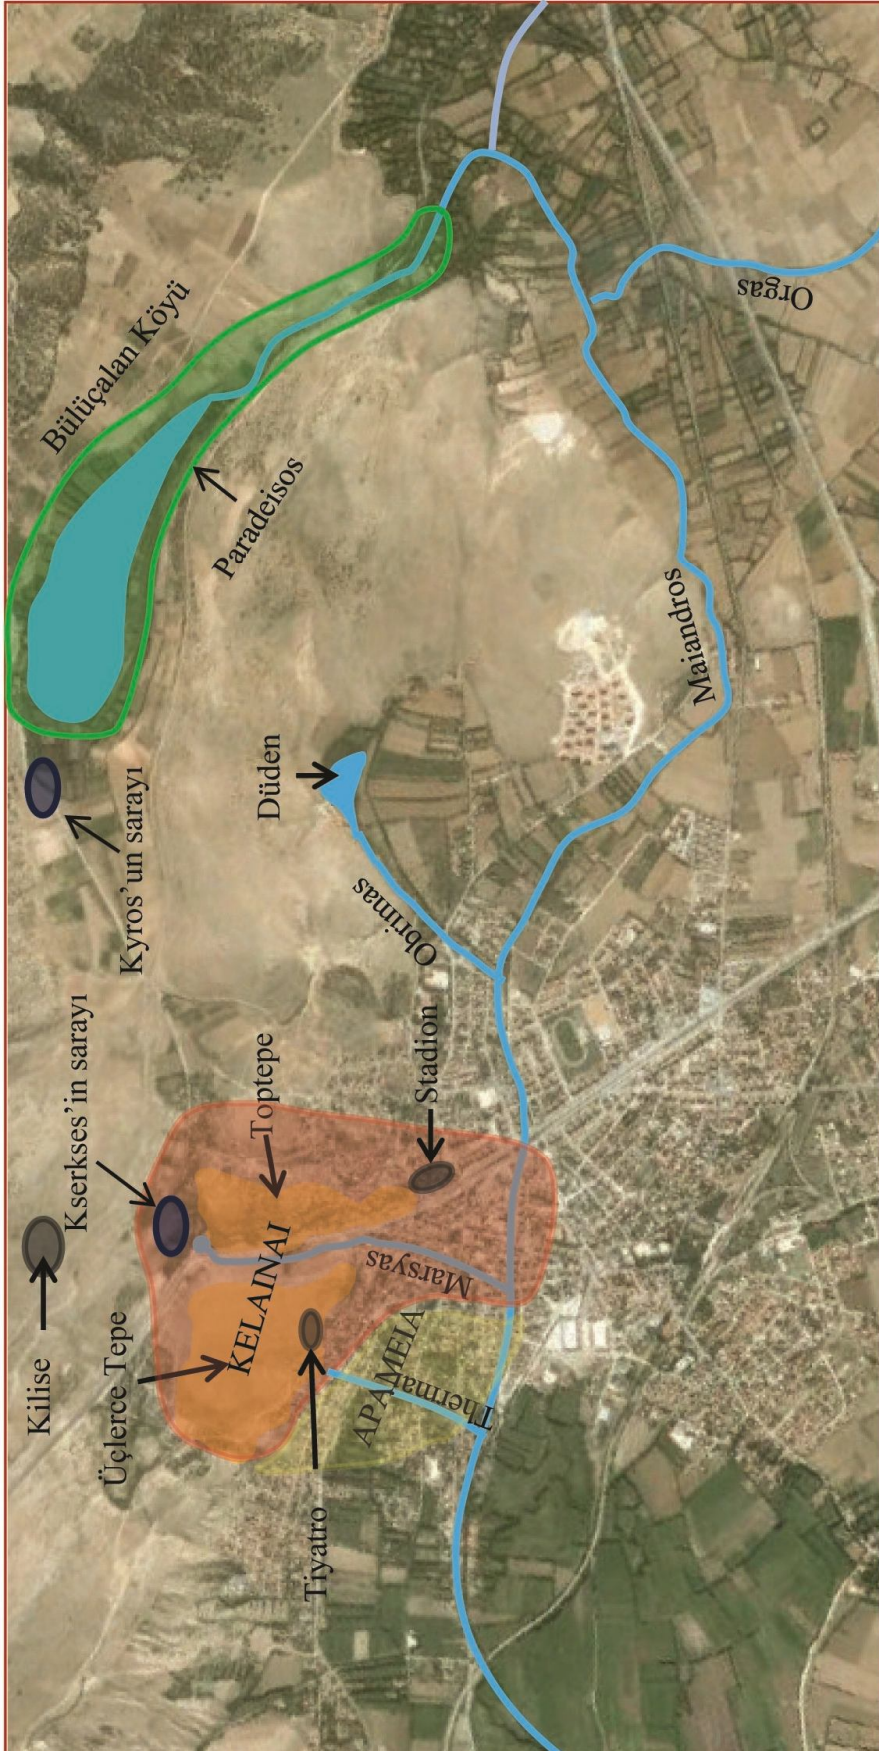 Bülüçalan Köyü
Paradeisos
Orgas
Maiandros
Düden
Obrimas
Kyros’un sarayı
Kserkses’in sarayı
Toptepe
Stadion
Kilise
Üçlerce Tepe
KELAINAI
Marsyas
APAMEIA
Thermai
Tiyatro